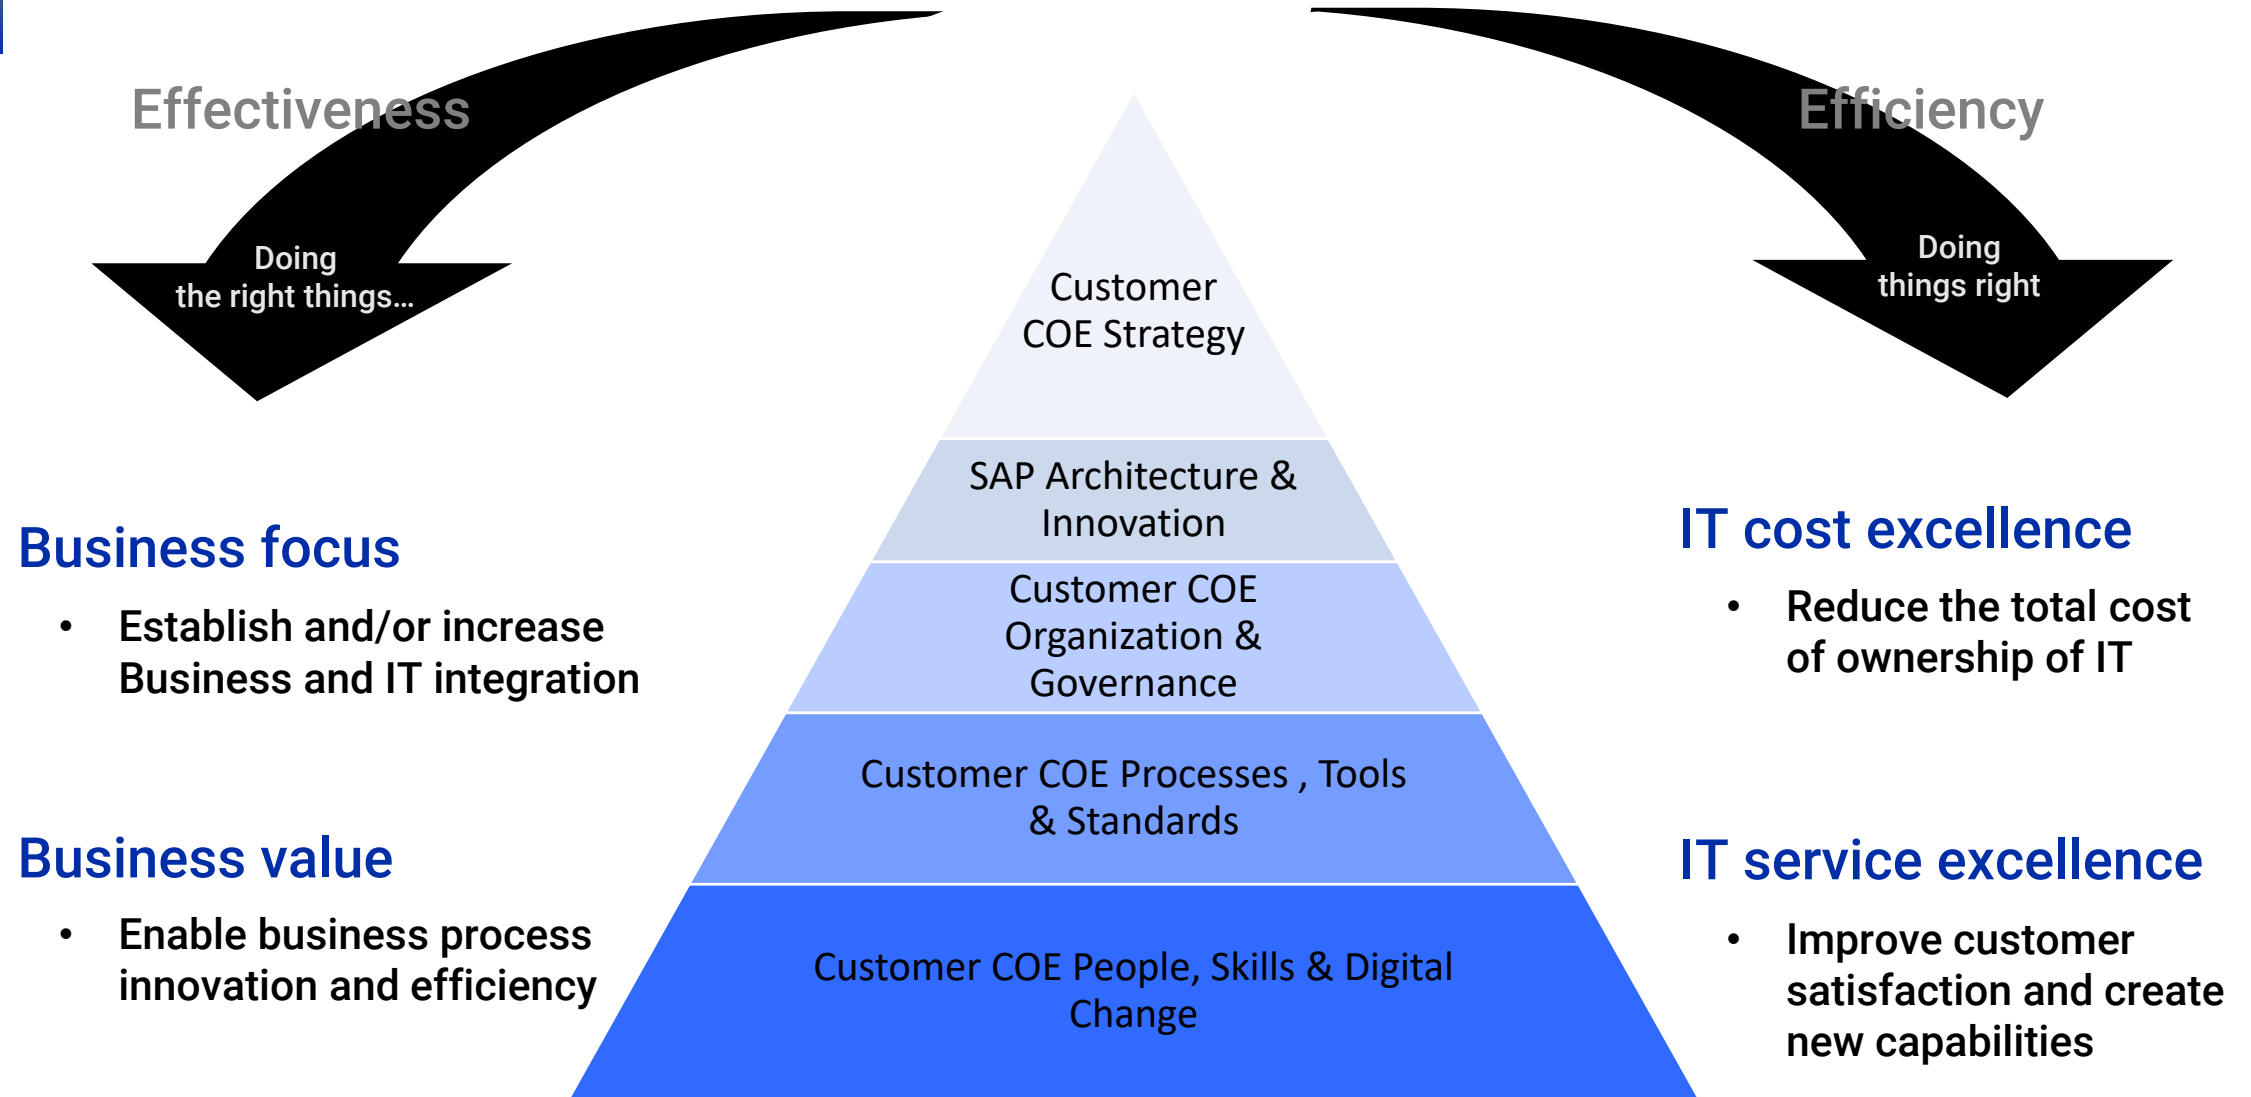 Effectiveness
Doing
the right things...
Business focus
• Establish and/or increase
Business and IT integration
Business value
• Enable business process
innovation and efficiency
Customer
COE Strategy
SAP Architecture &
Innovation
Customer COE
Organization &
Governance
Customer COE Processes , Tools
& Standards
Customer COE People, Skills & Digital
Change
Efficiency
Doing
things right
IT cost excellence
• Reduce the total cost
of ownership of IT
IT service excellence
• Improve customer
satisfaction and create
new capabilities